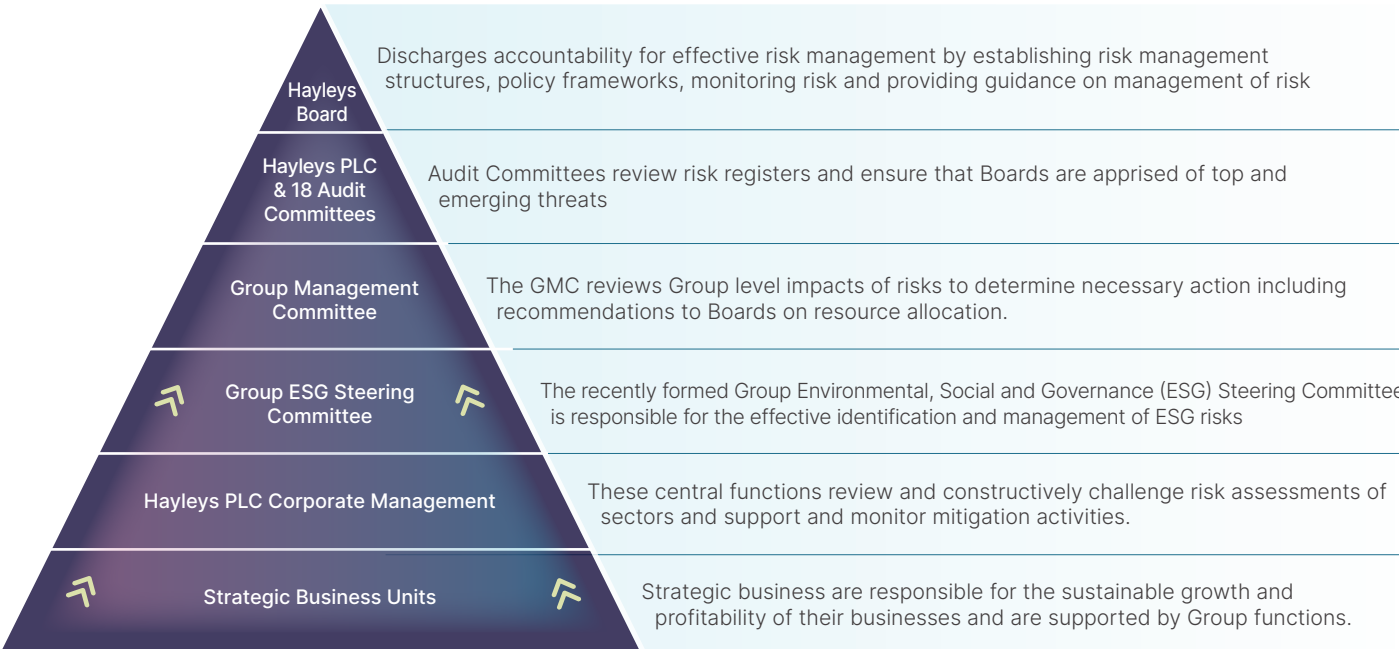 Hayleys
Board
Discharges accountability for effective risk management by establishing risk management
structures, policy frameworks, monitoring risk and providing guidance on management of risk
Hayleys PLC
& 18 Audit
Committees
Audit Committees review risk registers and ensure that Boards are apprised of top and
emerging threats
Group Management
Committee
The GMC reviews Group level impacts of risks to determine necessary action including
recommendations to Boards on resource allocation.
Group ESG Steering
Committee
The recently formed Group Environmental, Social and Governance (ESG) Steering Committee
is responsible for the effective identification and management of ESG risks
Hayleys PLC Corporate Management
These central functions review and constructively challenge risk assessments of
sectors and support and monitor mitigation activities.
Strategic Business Units
Strategic business are responsible for the sustainable growth and
profitability of their businesses and are supported by Group functions.